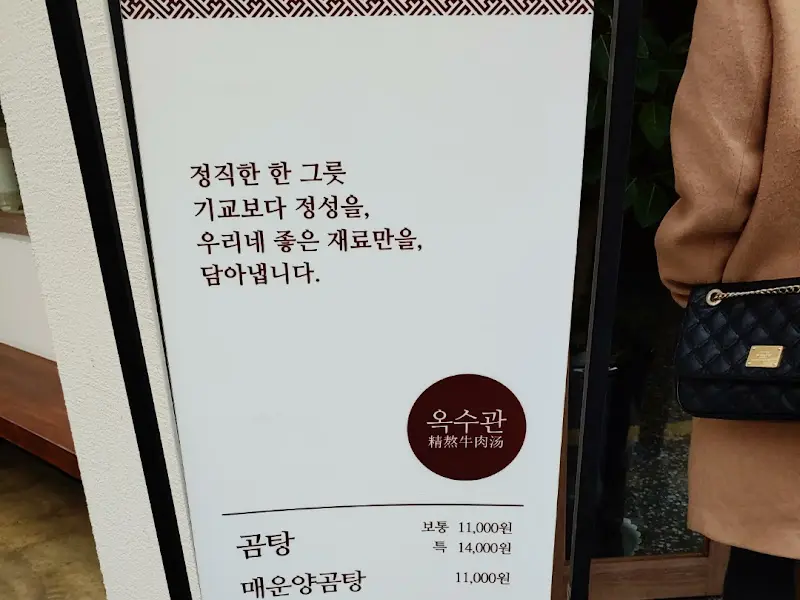 정직한 한 그릇
기교보다 정성을,
우리네 좋은 재료만을,
담아냅니다.
옥수관
精熬牛肉汤
곰탕 보통 11,000원
특 14,000원
매운양곰탕 11,000원